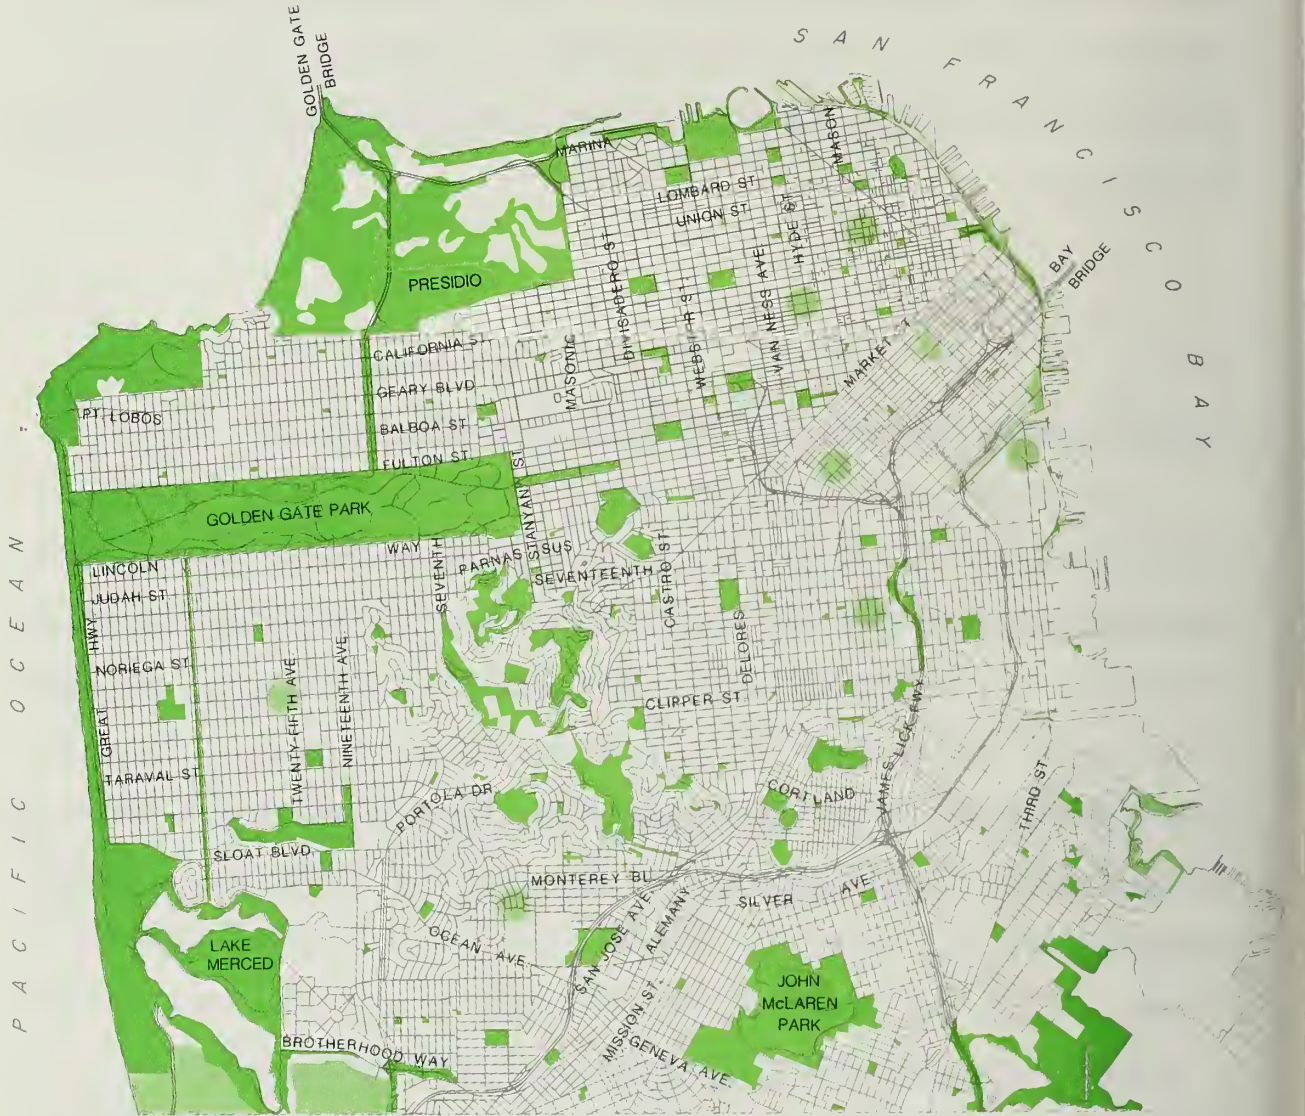 SAN FRANCISCO BAY
GOLDEN GATE
BRIDGE
MARINA
MASON
LOMBARD ST.
UNION ST.
HYDE ST.
BAY
BRIDGE
PRESIDIO
DIVISADERO ST.
VAN NESS AVE.
WEBSTER ST.
CALIFORNIA ST.
MASONIC
MARKET
GEARY BLVD
PT. LOBOS
BALBOA ST.
FULTON ST.
STANYAN ST.
GOLDEN GATE PARK
WAY
LINCOLN
PARNASSUS
SEVENTH
SEVENTEENTH
CASTRO ST.
JUDAH ST.
PACIFIC OCEAN
GREAT HWY
NORIEGA ST.
TWENTY-FIFTH AVE
NINETEENTH AVE
DELORES
CLIPPER ST.
JAMES LICK FWY
TARAVAL ST.
PORTOLA DR.
CORTLAND
THIRD ST.
SLOAT BLVD.
MONTEREY BL.
SILVER AVE.
OCEAN AVE.
SAN JOSE AVE.
ALEMANY
LAKE
MERCED
JOHN
McLAREN
PARK
MISSION ST.
GENEVA AVE.
BROTHERHOOD WAY